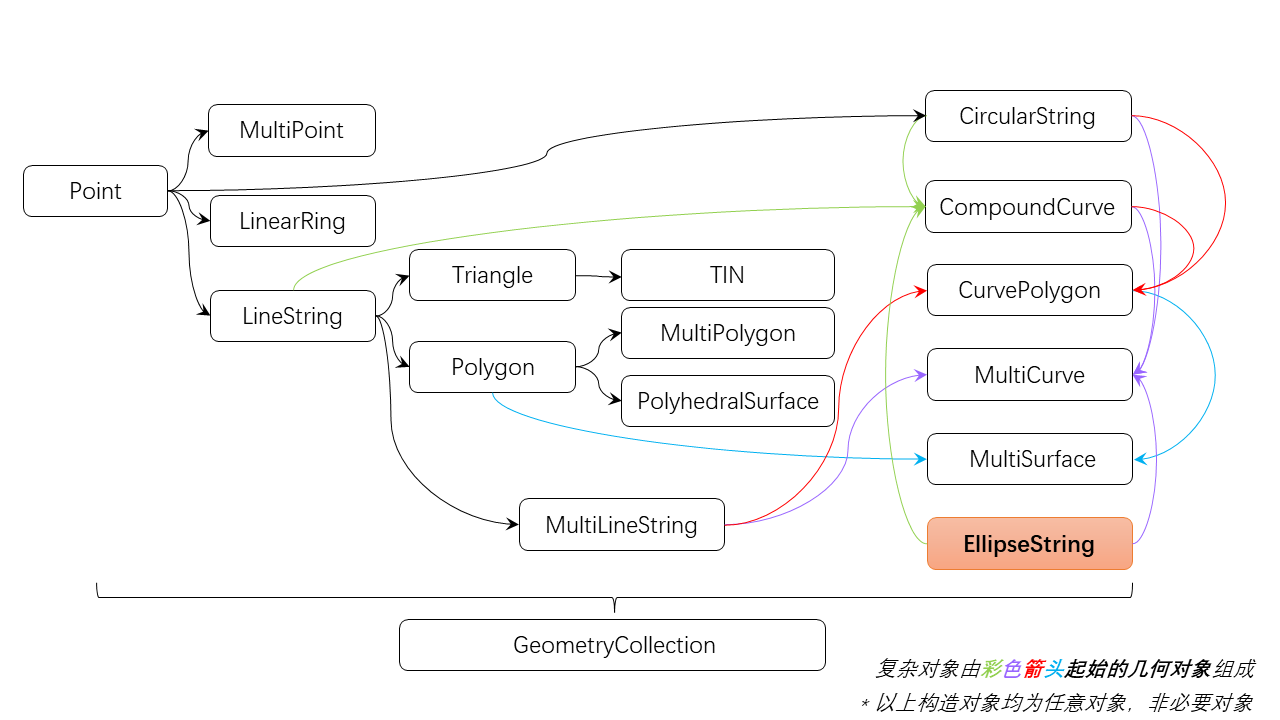 MultiPoint
CircularString
Point
LinearRing
CompoundCurve
Triangle
TIN
CurvePolygon
LineString
MultiPolygon
Polygon
MultiCurve
PolyhedralSurface
MultiSurface
MultiLineString
EllipseString
GeometryCollection
复杂对象由彩色箭头起始的几何对象组成
* 以上构造对象均为任意对象，非必要对象